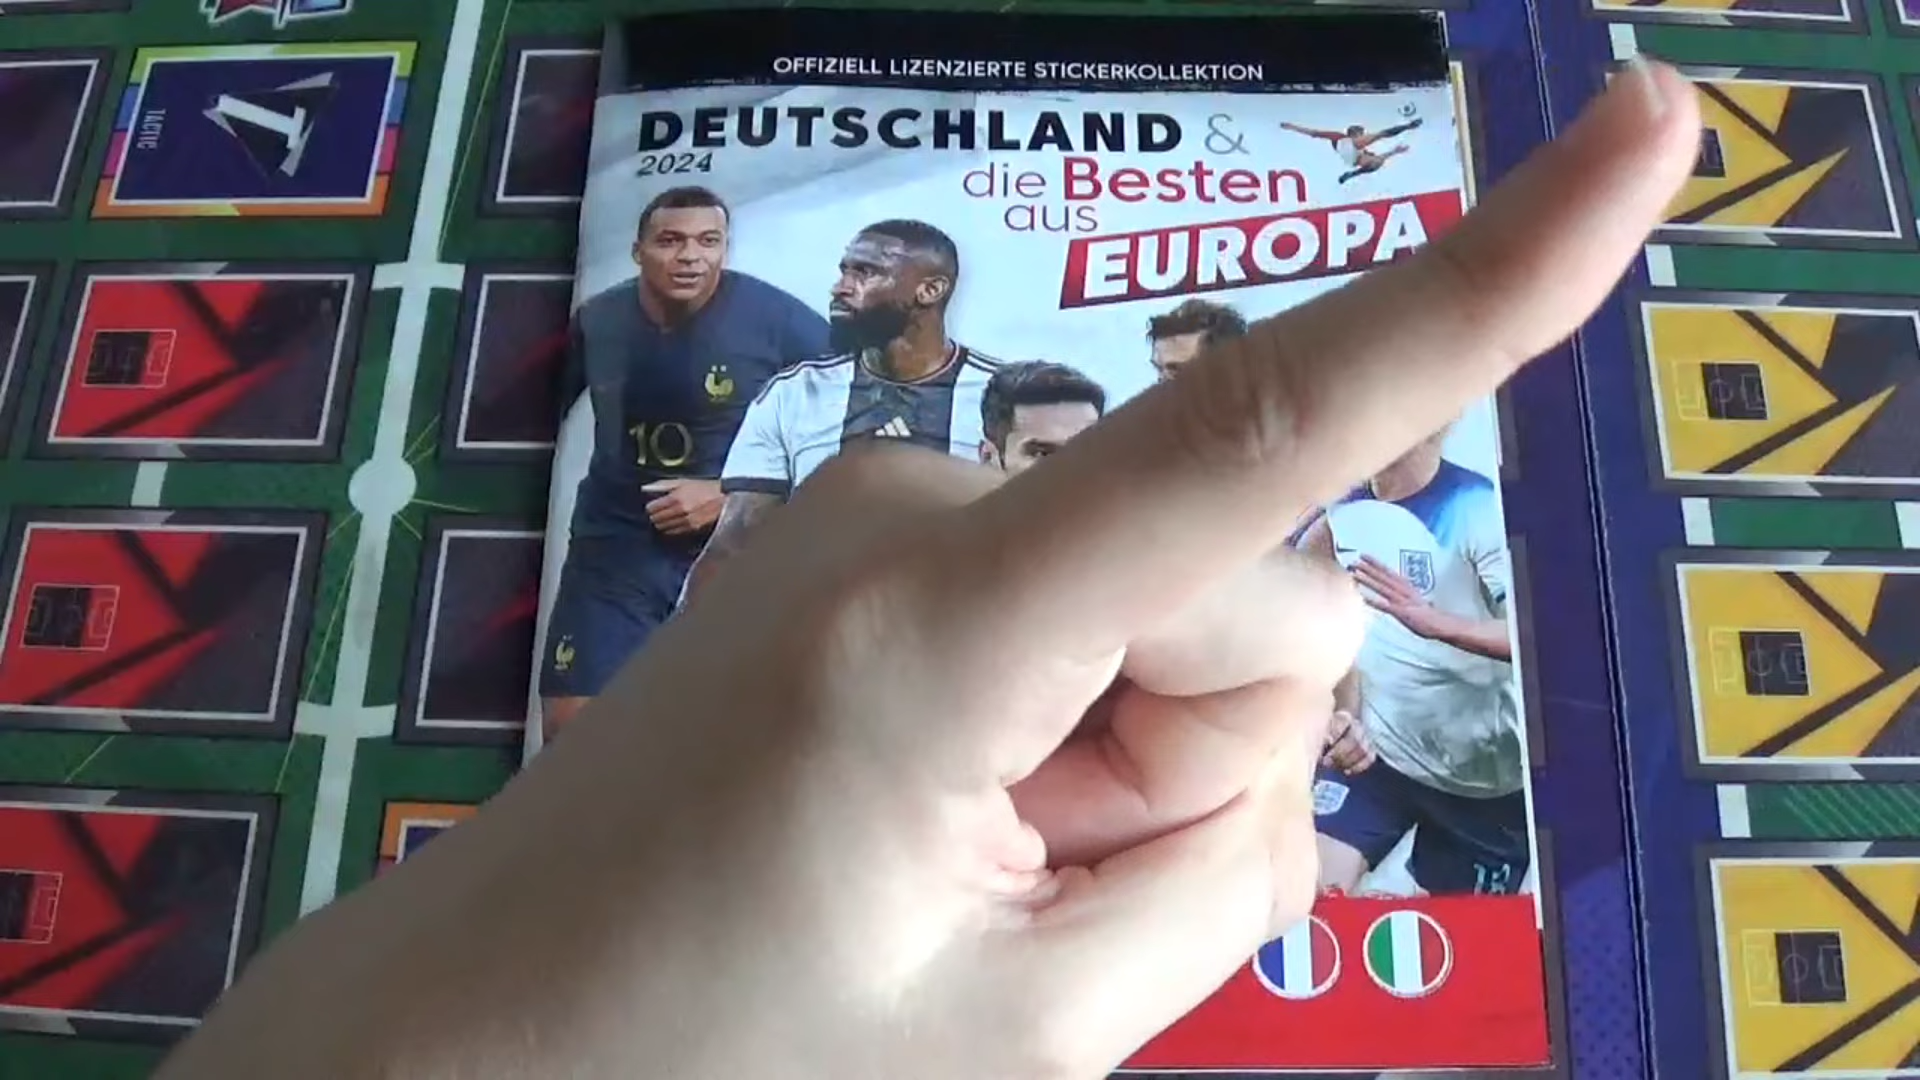 OFFIZIELL LIZENZIERTE STICKERKOLLEKTION
DEUTSCHLAND &
2024
die Besten
aus
EUROPA
10
TACTIC
T